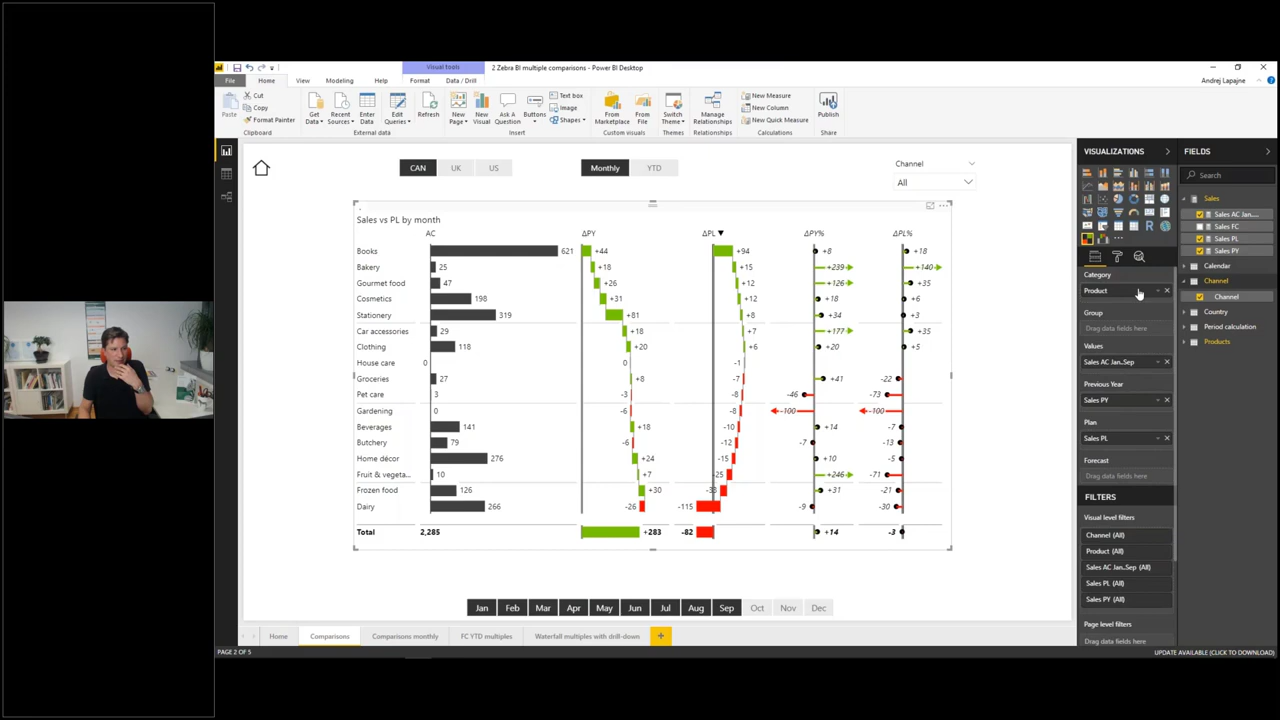 Visual tools
2 Zebra BI multiple comparisons - Power BI Desktop
File Home View Modeling Help Format Data / Drill
Andrej Lapajne
Paste
Cut
Copy
Format Painter
Clipboard
Get Data
Recent Sources
Enter Data
Edit Queries
Refresh
External data
New Page
New Visual
Ask A Question
Buttons
Text box
Image
Shapes
Insert
From Marketplace
From File
Custom visuals
Switch Theme
Themes
Manage Relationships
Relationships
New Measure
New Column
New Quick Measure
Calculations
Publish
Share
CAN UK US
Monthly YTD
Channel
All
Sales vs PL by month
AC ΔPY ΔPL ▼ ΔPY% ΔPL%
Books 621 +44 +94 +8 +18
Bakery 25 +18 +15 +239 +140
Gourmet food 47 +26 +12 +126 +35
Cosmetics 198 +31 +12 +18 +6
Stationery 319 +81 +8 +34 +3
Car accessories 29 +18 +7 +177 +35
Clothing 118 +20 +6 +20 +5
House care 0 0 -1
Groceries 27 +8 -7 +41 -22
Pet care 3 -3 -8 -46 -73
Gardening 0 -6 -8 -100 -100
Beverages 141 +18 -10 +14 -7
Butchery 79 -6 -12 -7 -13
Home décor 276 +24 -15 +10 -5
Fruit & vegeta... 10 +7 -25 +246 -71
Frozen food 126 +30 -33 +31 -21
Dairy 266 -26 -115 -9 -30
Total 2,285 +283 -82 +14 -3
Jan Feb Mar Apr May Jun Jul Aug Sep Oct Nov Dec
Home Comparisons Comparisons monthly FC YTD multiples Waterfall multiples with drill-down
PAGE 2 OF 5
UPDATE AVAILABLE (CLICK TO DOWNLOAD)
VISUALIZATIONS
Category
Product
Group
Drag data fields here
Values
Sales AC Jan..Sep
Previous Year
Sales PY
Plan
Sales PL
Forecast
Drag data fields here
FILTERS
Visual level filters
Channel (All)
Product (All)
Sales AC Jan..Sep (All)
Sales PL (All)
Sales PY (All)
Page level filters
Drag data fields here
FIELDS
Search
Sales
Sales AC Jan....
Sales FC
Sales PL
Sales PY
Calendar
Channel
Channel
Country
Period calculation
Products